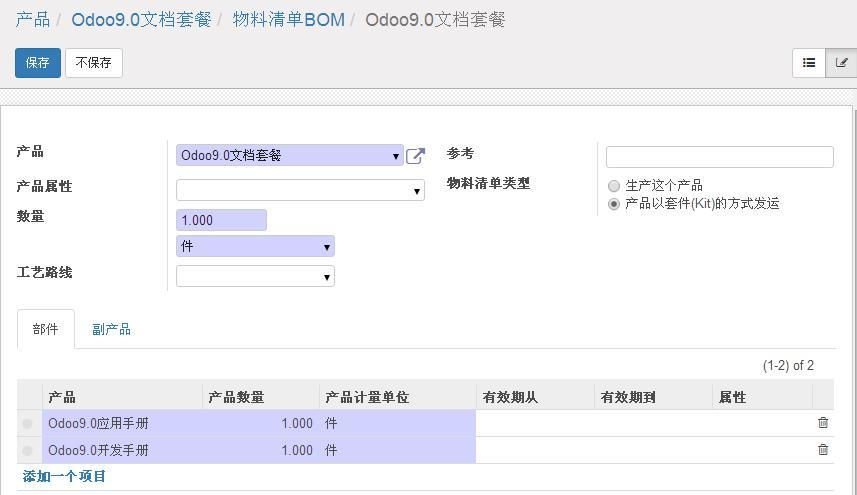 产品 / Odoo9.0文档套餐 / 物料清单BOM / Odoo9.0文档套餐
保存 不保存
产品 Odoo9.0文档套餐 参考
产品属性 物料清单类型 生产这个产品
数量 1.000 产品以套件(Kit)的方式发运
件
工艺路线
部件 副产品
(1-2) of 2
产品 产品数量 产品计量单位 有效期从 有效期到 属性
Odoo9.0应用手册 1.000 件
Odoo9.0开发手册 1.000 件
添加一个项目